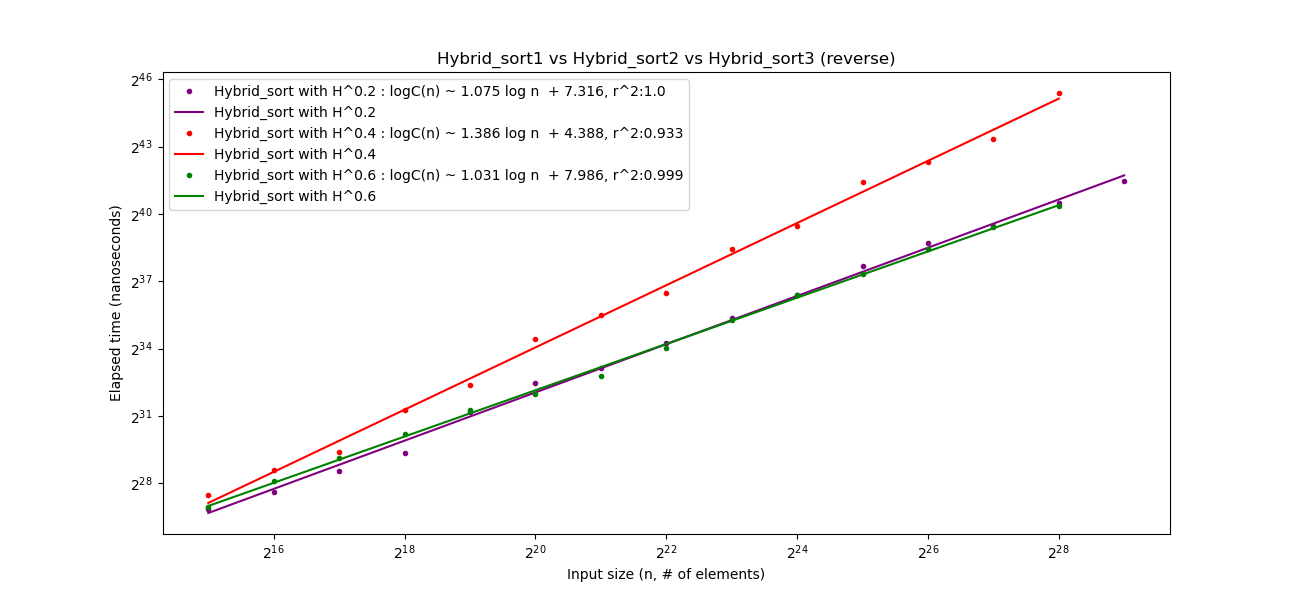 Hybrid_sort1 vs Hybrid_sort2 vs Hybrid_sort3 (reverse)
Hybrid_sort with H^0.2 : logC(n) ~ 1.075 log n  + 7.316, r^2:1.0
Hybrid_sort with H^0.2
Hybrid_sort with H^0.4 : logC(n) ~ 1.386 log n  + 4.388, r^2:0.933
Hybrid_sort with H^0.4
Hybrid_sort with H^0.6 : logC(n) ~ 1.031 log n  + 7.986, r^2:0.999
Hybrid_sort with H^0.6
Elapsed time (nanoseconds)
2^46
2^43
2^40
2^37
2^34
2^31
2^28
2^16 2^18 2^20 2^22 2^24 2^26 2^28
Input size (n, # of elements)